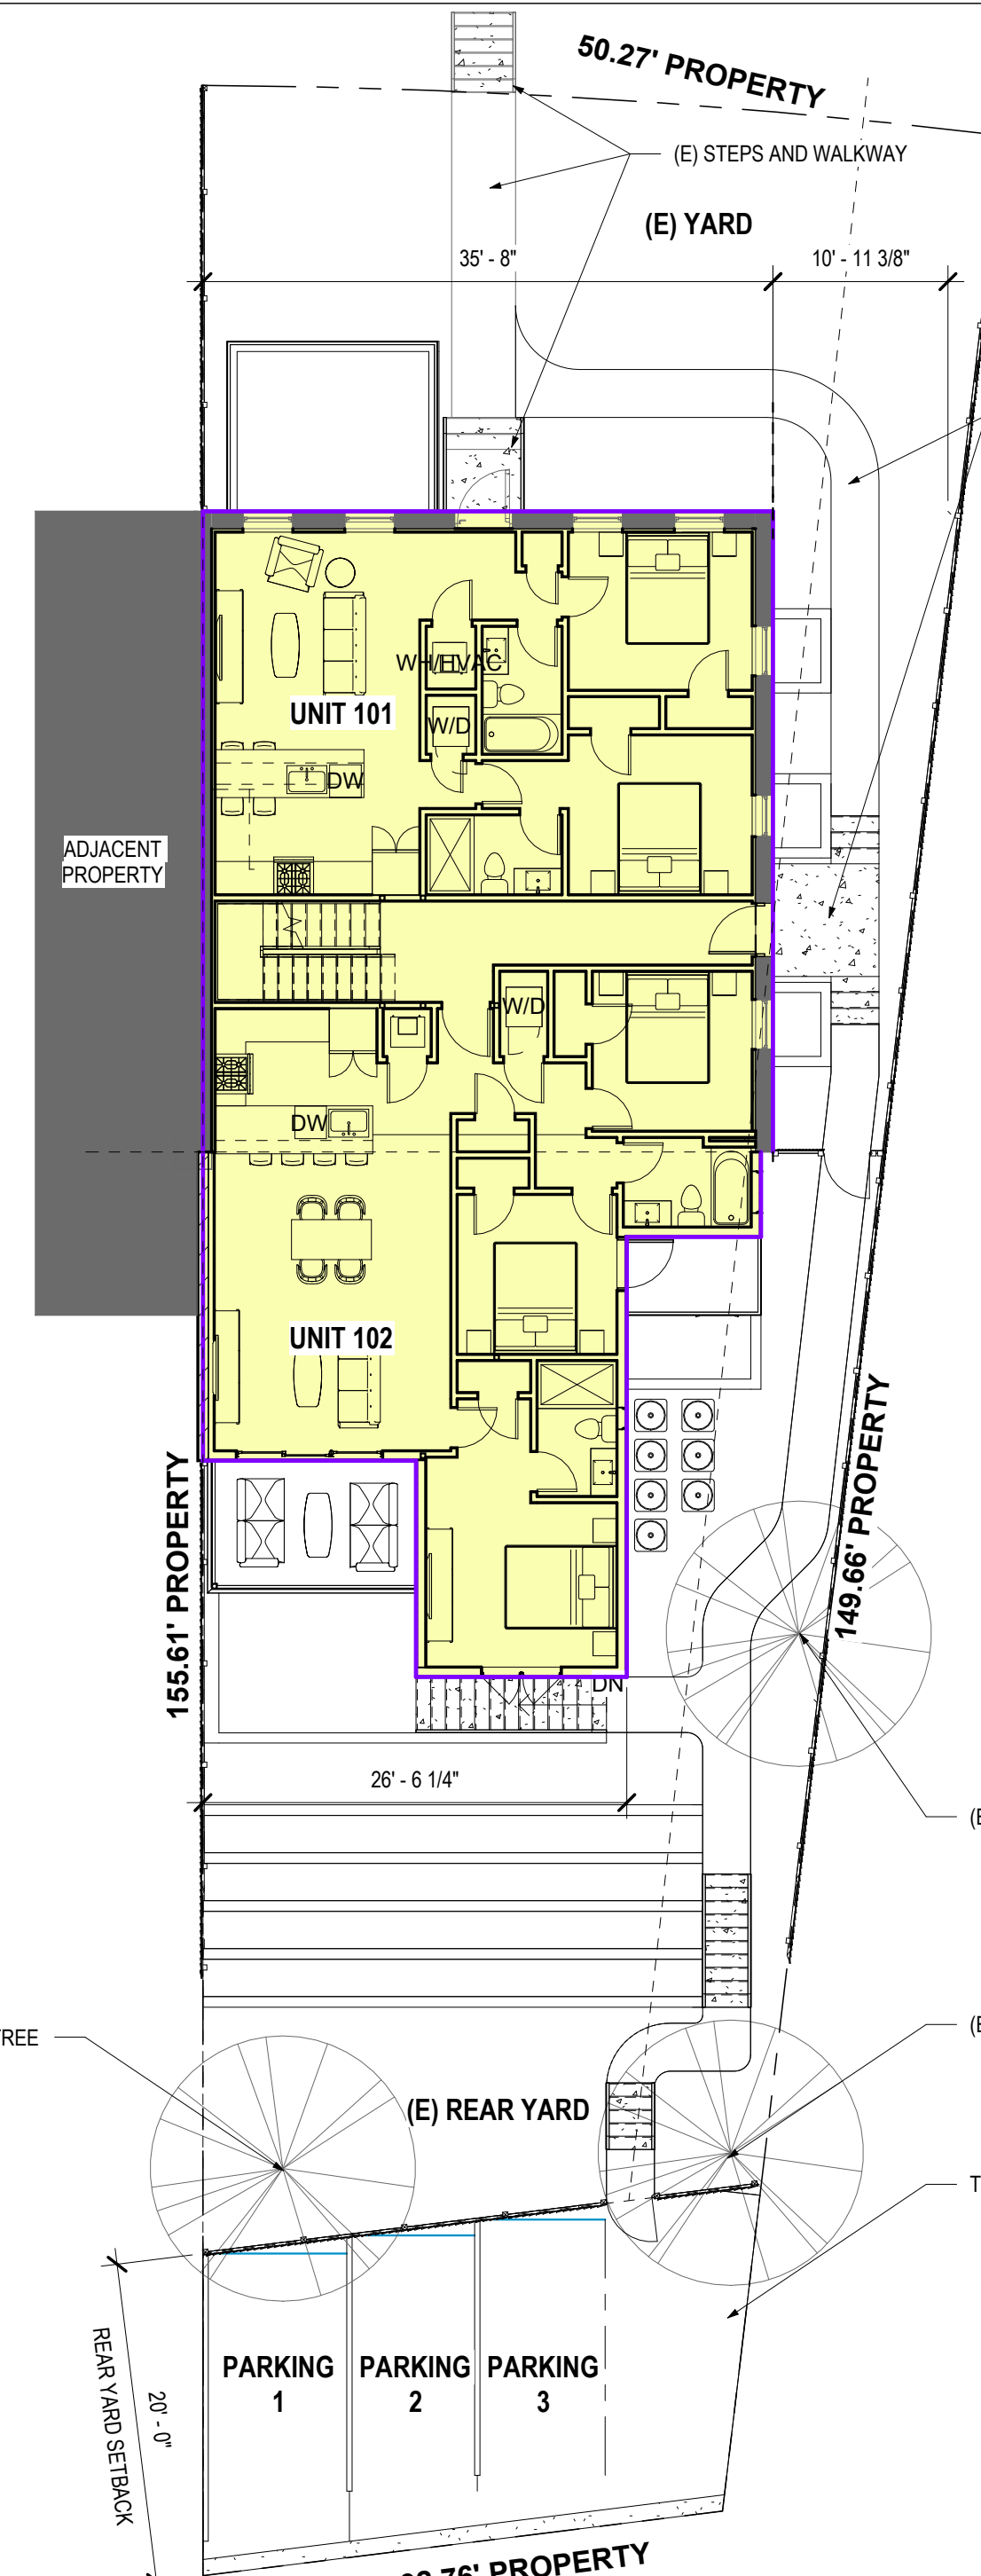 50.27' PROPERTY
(E) STEPS AND WALKWAY
(E) YARD
35' - 8"
10' - 11 3/8"
WH/HVAC
UNIT 101
W/D
DW
ADJACENT
PROPERTY
W/D
DW
UNIT 102
155.61' PROPERTY
149.66' PROPERTY
DN
26' - 6 1/4"
(E) REAR YARD
PARKING
1
PARKING
2
PARKING
3
REAR YARD SETBACK
20' - 0"
PROPERTY